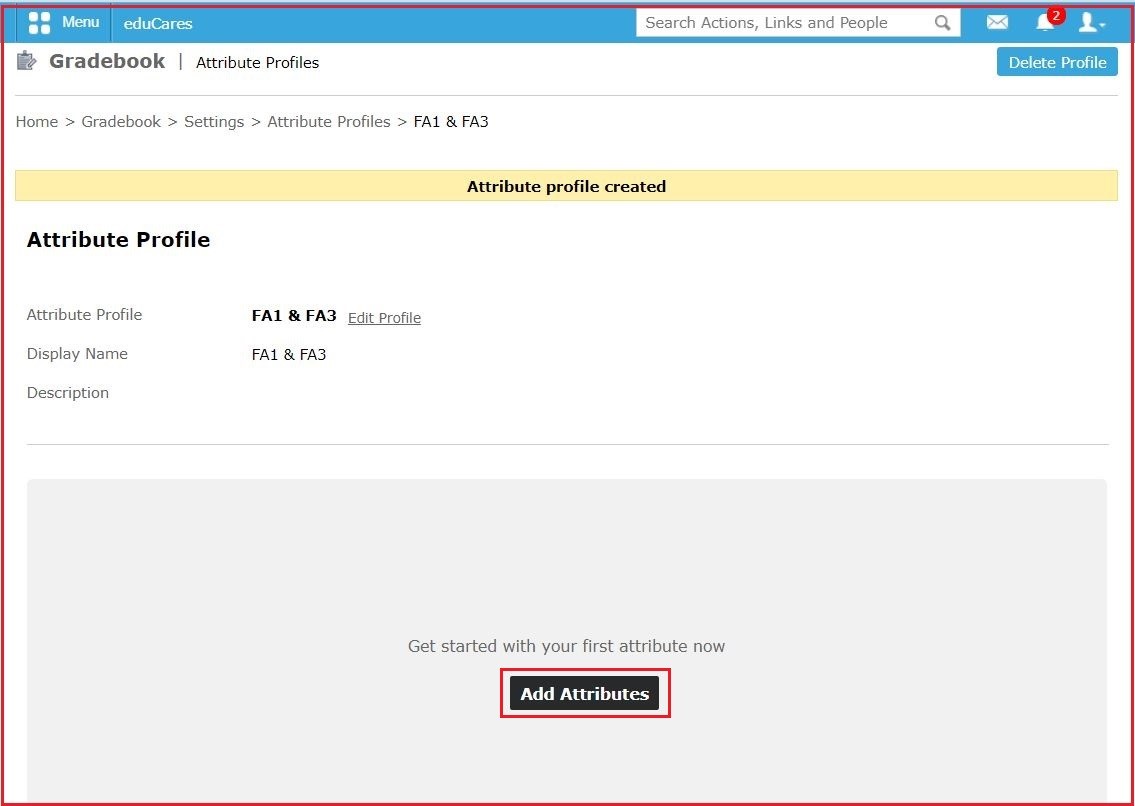 Menu eduCares Search Actions, Links and People 2
Gradebook | Attribute Profiles Delete Profile
Home > Gradebook > Settings > Attribute Profiles > FA1 & FA3
Attribute profile created
Attribute Profile
Attribute Profile FA1 & FA3 Edit Profile
Display Name FA1 & FA3
Description
Get started with your first attribute now
Add Attributes